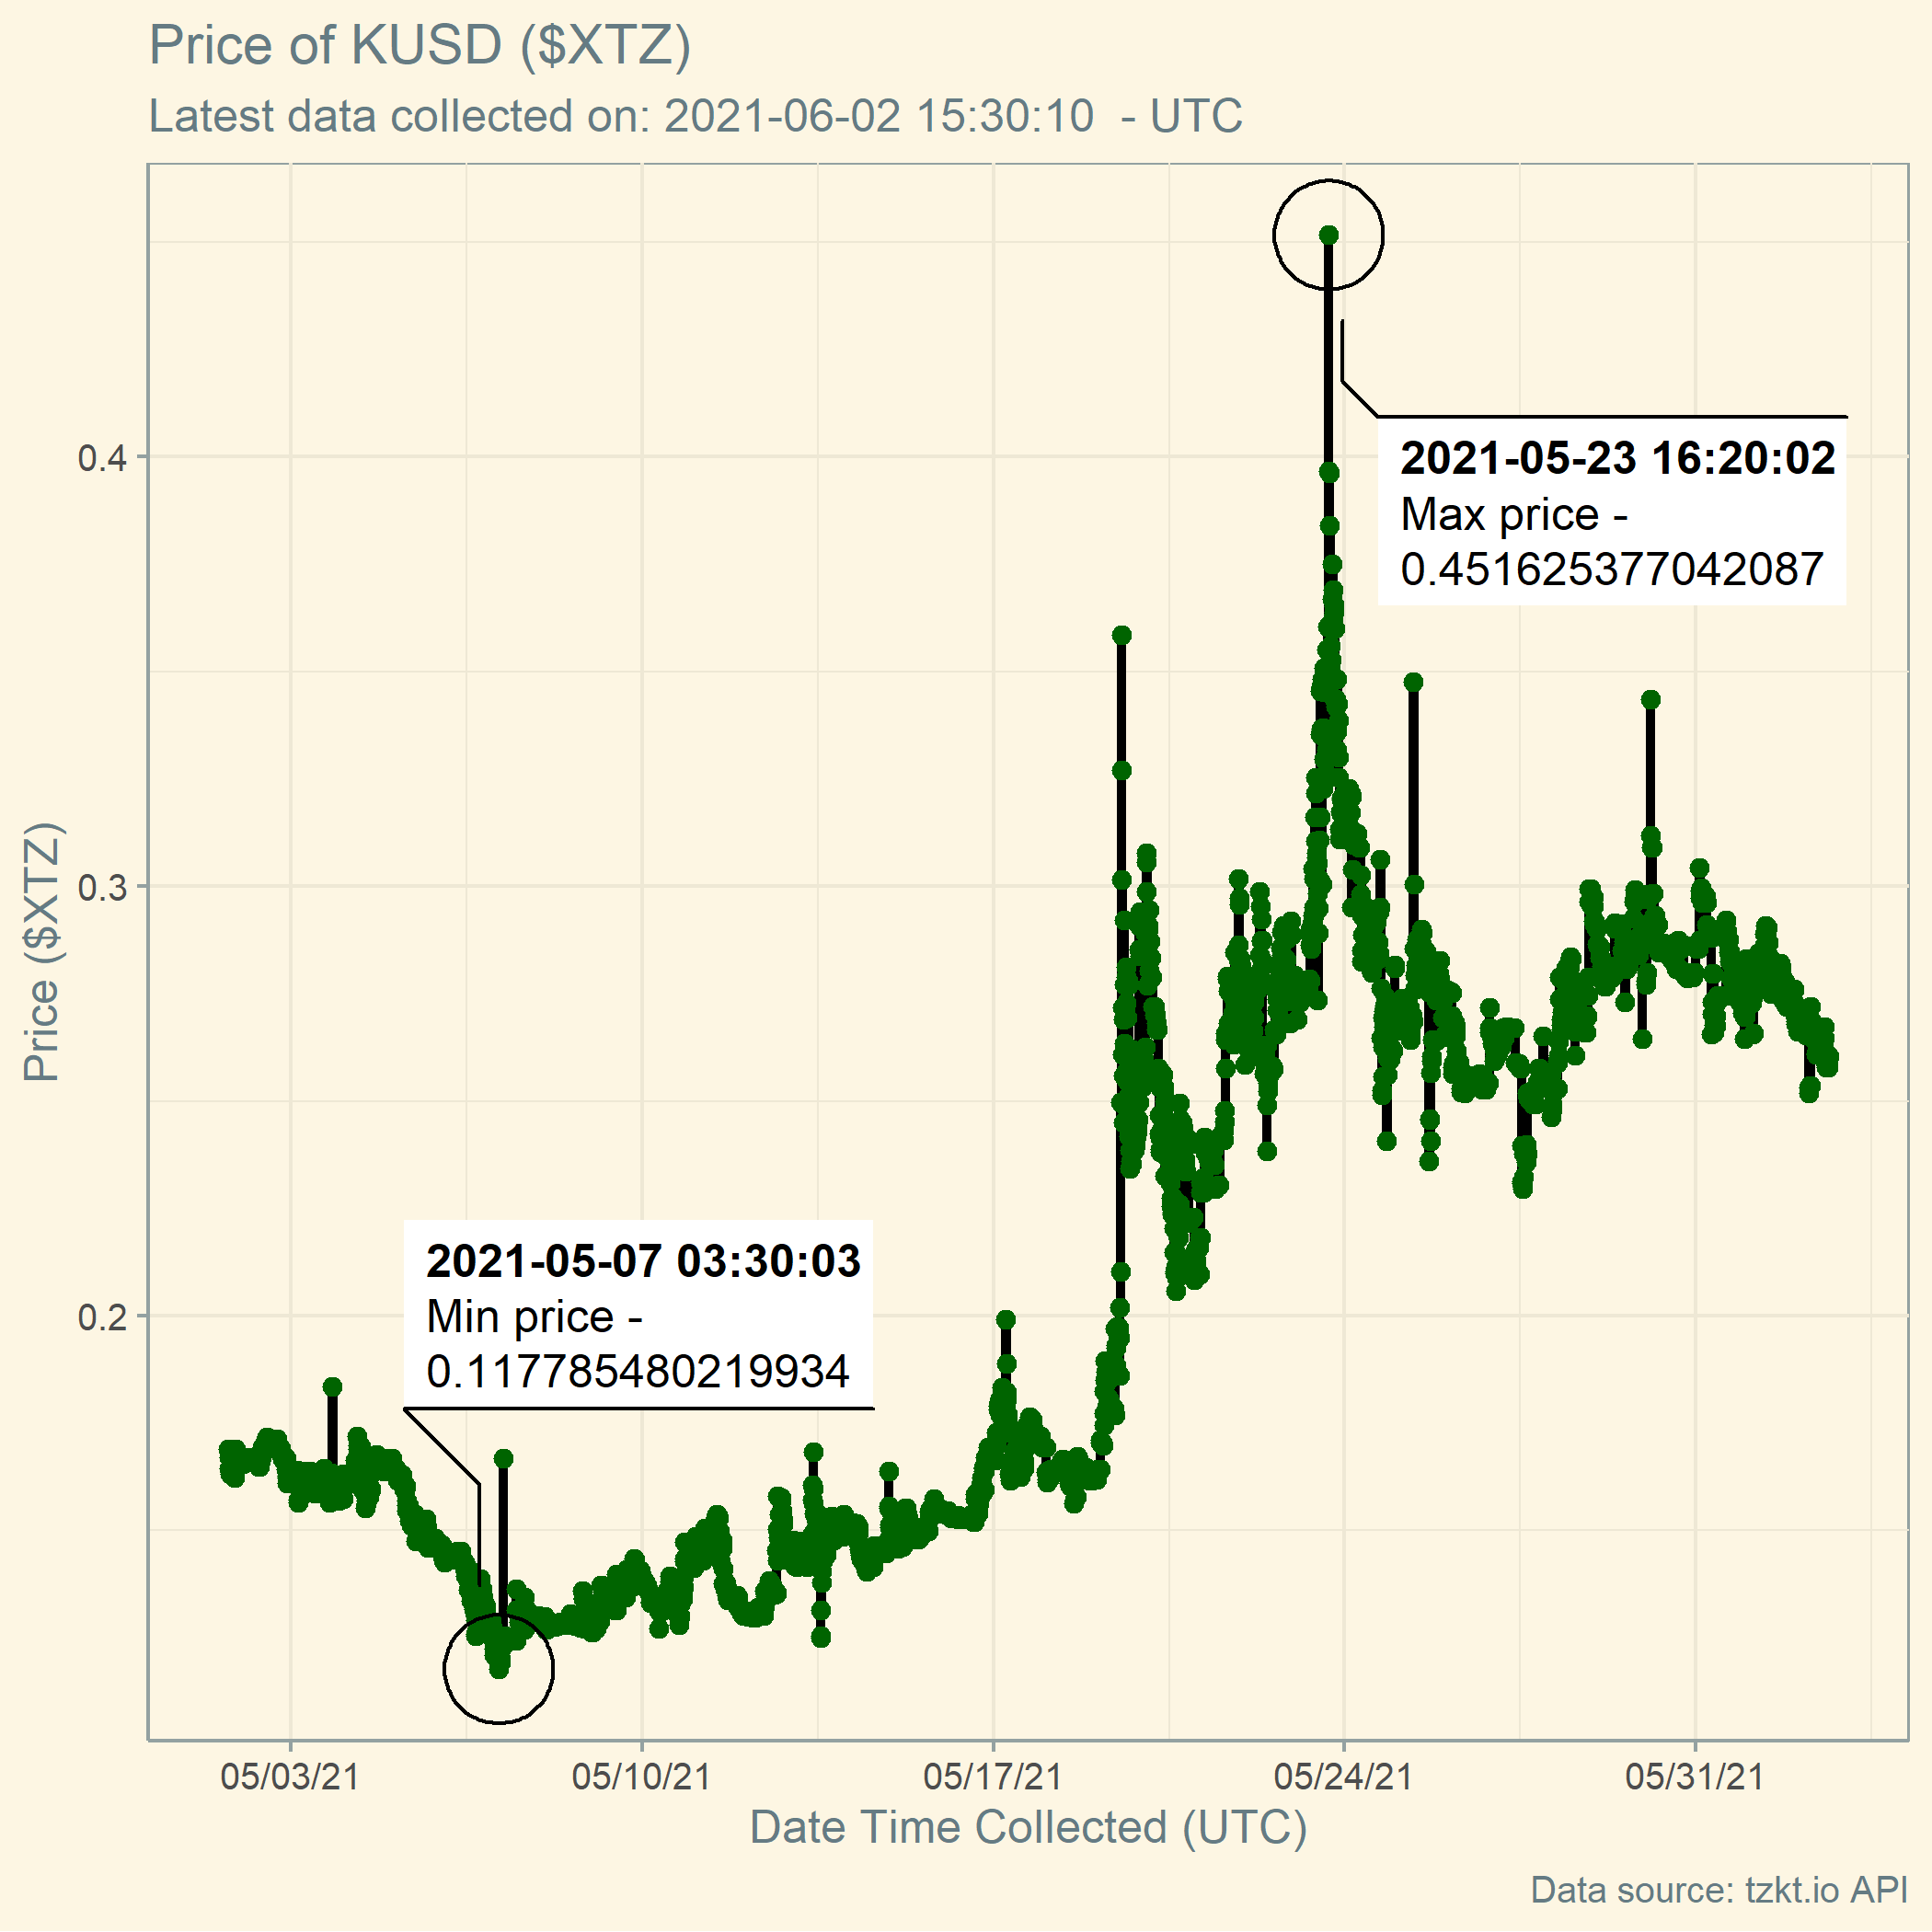 Price of KUSD ($XTZ)
Latest data collected on: 2021-06-02 15:30:10  - UTC
2021-05-23 16:20:02
Max price -
0.451625377042087
2021-05-07 03:30:03
Min price -
0.117785480219934
Price ($XTZ)
0.4
0.3
0.2
05/03/21
05/10/21
05/17/21
05/24/21
05/31/21
Date Time Collected (UTC)
Data source: tzkt.io API